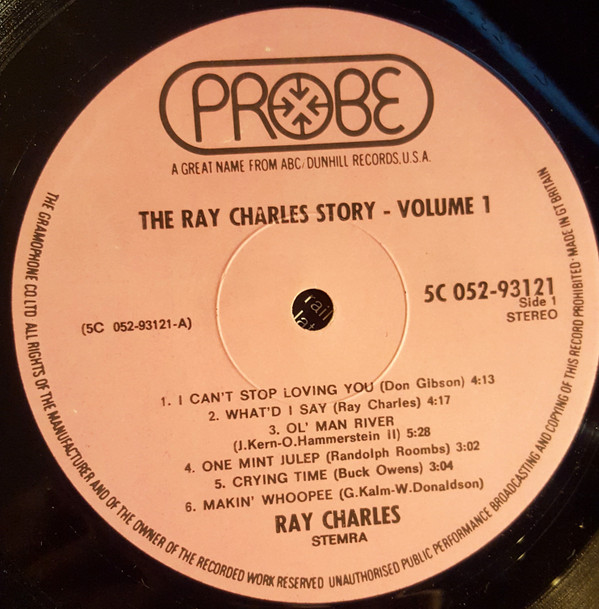 PROBE
A GREAT NAME FROM ABC/DUNHILL RECORDS, U.S.A.
THE RAY CHARLES STORY - VOLUME 1
5C 052-93121
Side 1
STEREO
(5C 052-93121-A)
1. I CAN'T STOP LOVING YOU (Don Gibson) 4:13
2. WHAT'D I SAY (Ray Charles) 4:17
3. OL' MAN RIVER
(J.Kern-O.Hammerstein II) 5:28
4. ONE MINT JULEP (Randolph Roombs) 3:02
5. CRYING TIME (Buck Owens) 3:04
6. MAKIN' WHOOPEE (G.Kalm-W.Donaldson)
RAY CHARLES
STEMRA
THE GRAMOPHONE CO. LTD ALL RIGHTS OF THE MANUFACTURER AND OF THE OWNER OF THE RECORDED WORK RESERVED UNAUTHORISED PUBLIC PERFORMANCE BROADCASTING AND COPYING OF THIS RECORD PROHIBITED · MADE IN GT BRITAIN